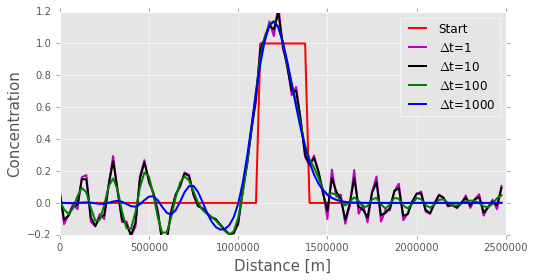 1.2
1.0
0.8
0.6
0.4
0.2
0.0
−0.2
Concentration
Start
Δt=1
Δt=10
Δt=100
Δt=1000
0 500000 1000000 1500000 2000000 2500000
Distance [m]